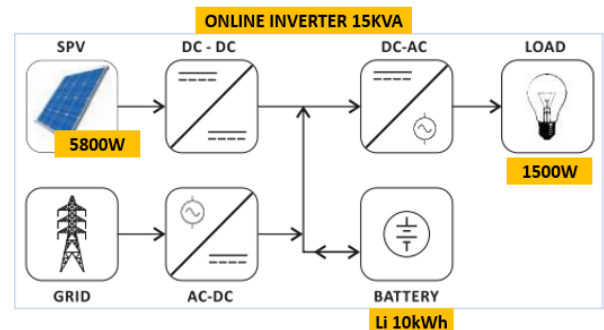 ONLINE INVERTER 15KVA
SPV
DC - DC
DC-AC
LOAD
5800W
1500W
GRID
AC-DC
BATTERY
Li 10kWh